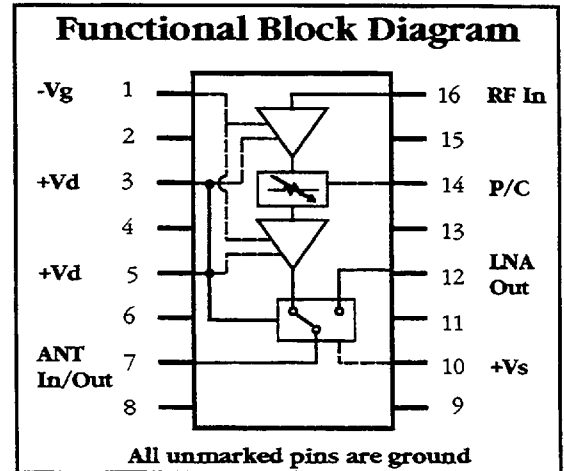 Functional Block Diagram
-Vg 1 16 RF In
2 15
+Vd 3 14 P/C
4 13
+Vd 5 12 LNA Out
6 11
ANT In/Out 7 10 +Vs
8 9
All unmarked pins are ground